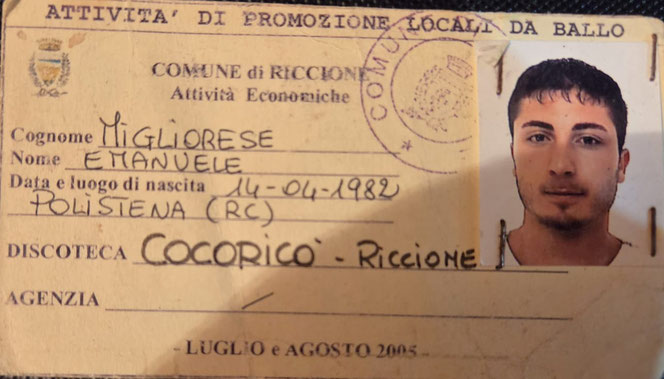 ATTIVITA' DI PROMOZIONE LOCALI DA BALLO
COMUNE di RICCIONE
Attività Economiche
COMU
Cognome MIGLIORESE
Nome EMANUELE
Data e luogo di nascita 14-04-1982
POLISTENA (RC)
DISCOTECA COCORICO' - RICCIONE
AGENZIA /
- LUGLIO e AGOSTO 2005 -